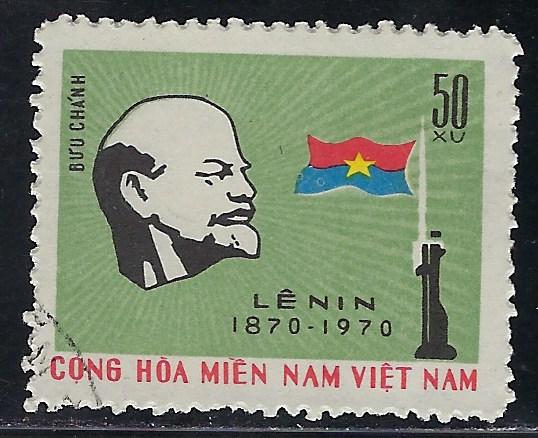 BƯU CHÁNH
50
XU
LÊNIN
1870-1970
CỘNG HÒA MIỀN NAM VIỆT NAM